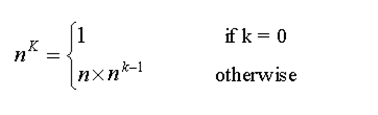 n^K = { 1 if k = 0
n × n^{k-1} otherwise